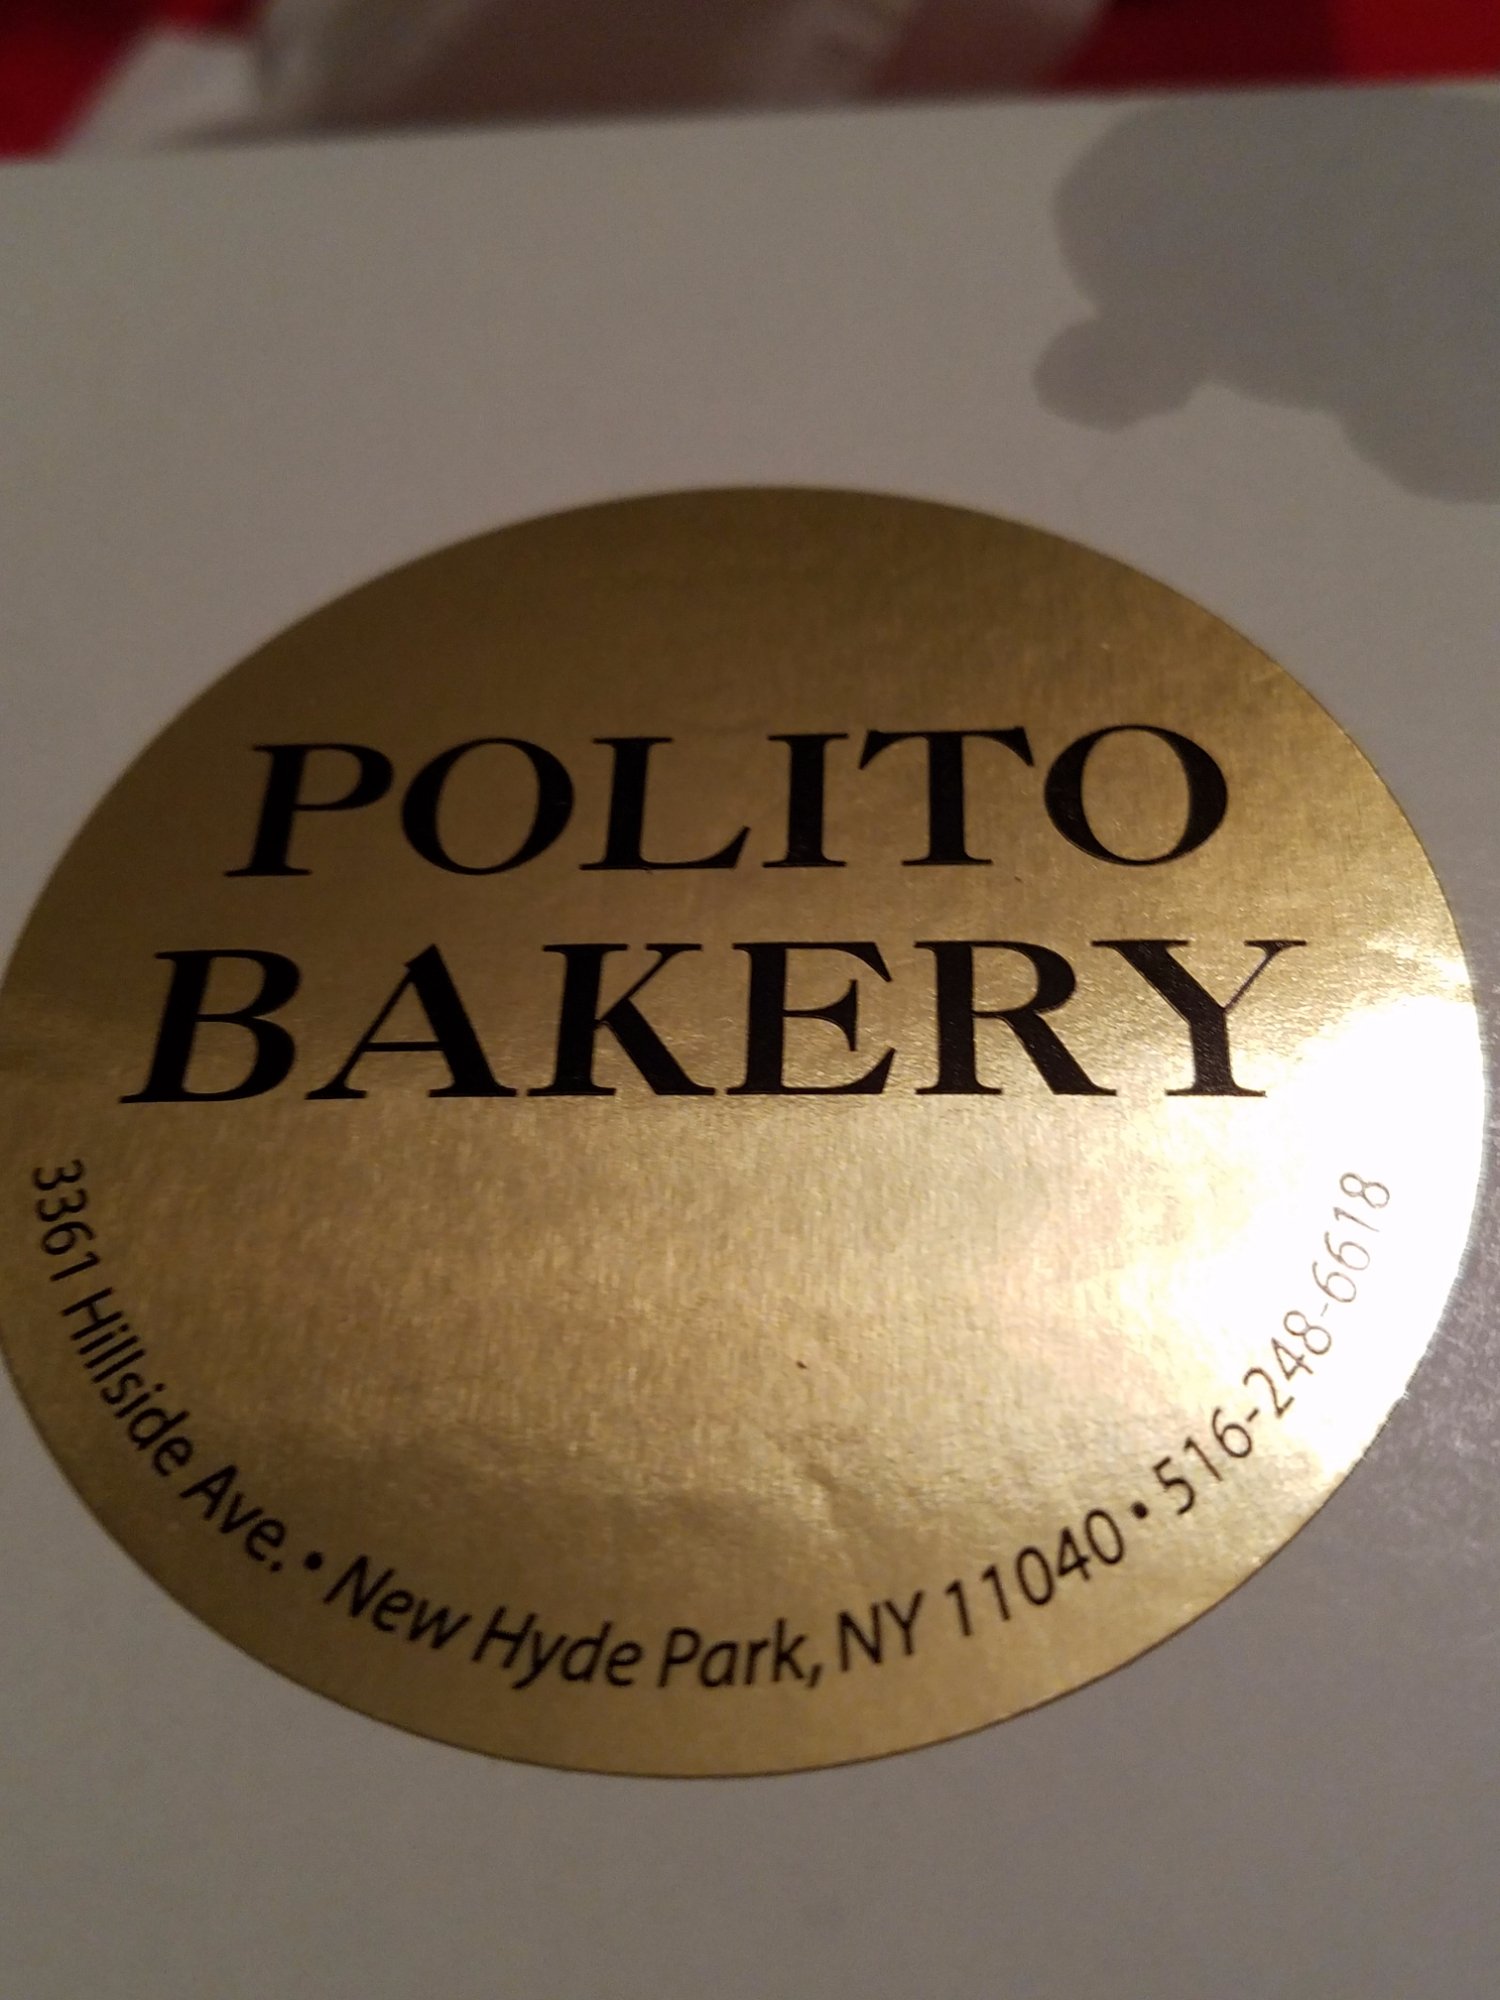 POLITO
BAKERY
3361 Hillside Ave. • New Hyde Park, NY 11040 • 516-248-6618